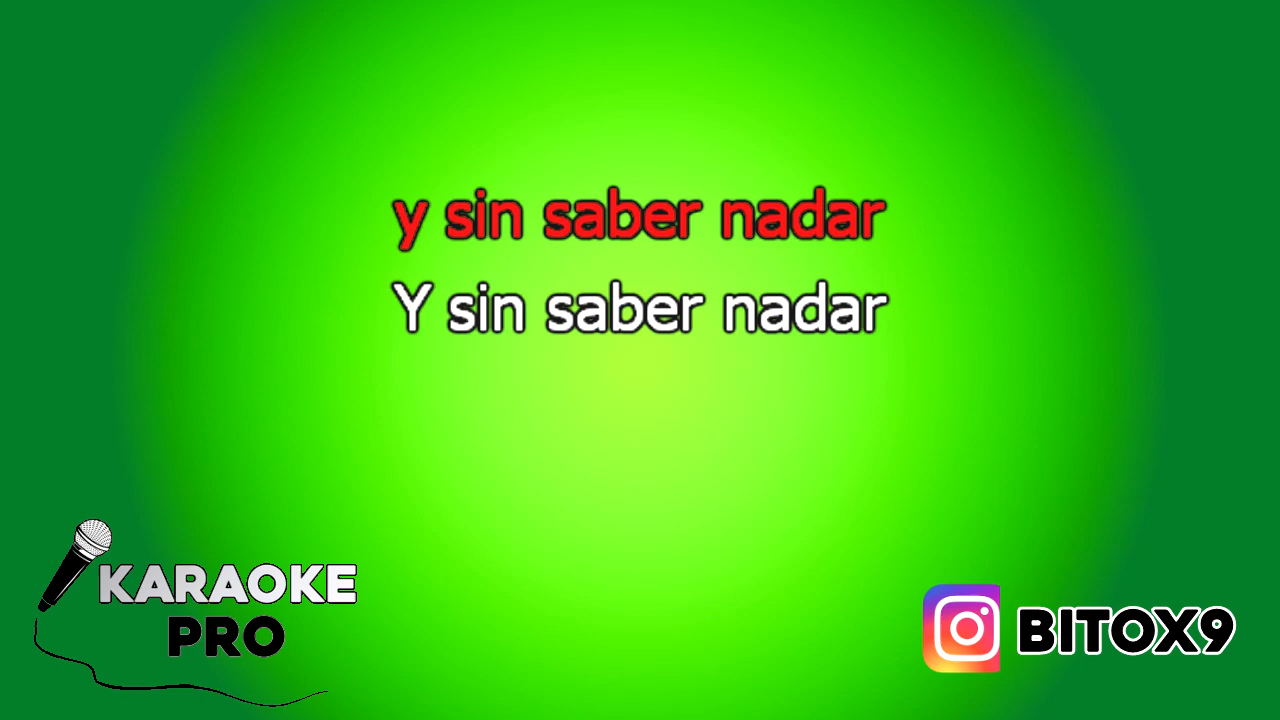 y sin saber nadar
Y sin saber nadar
KARAOKE
PRO
BITOX9